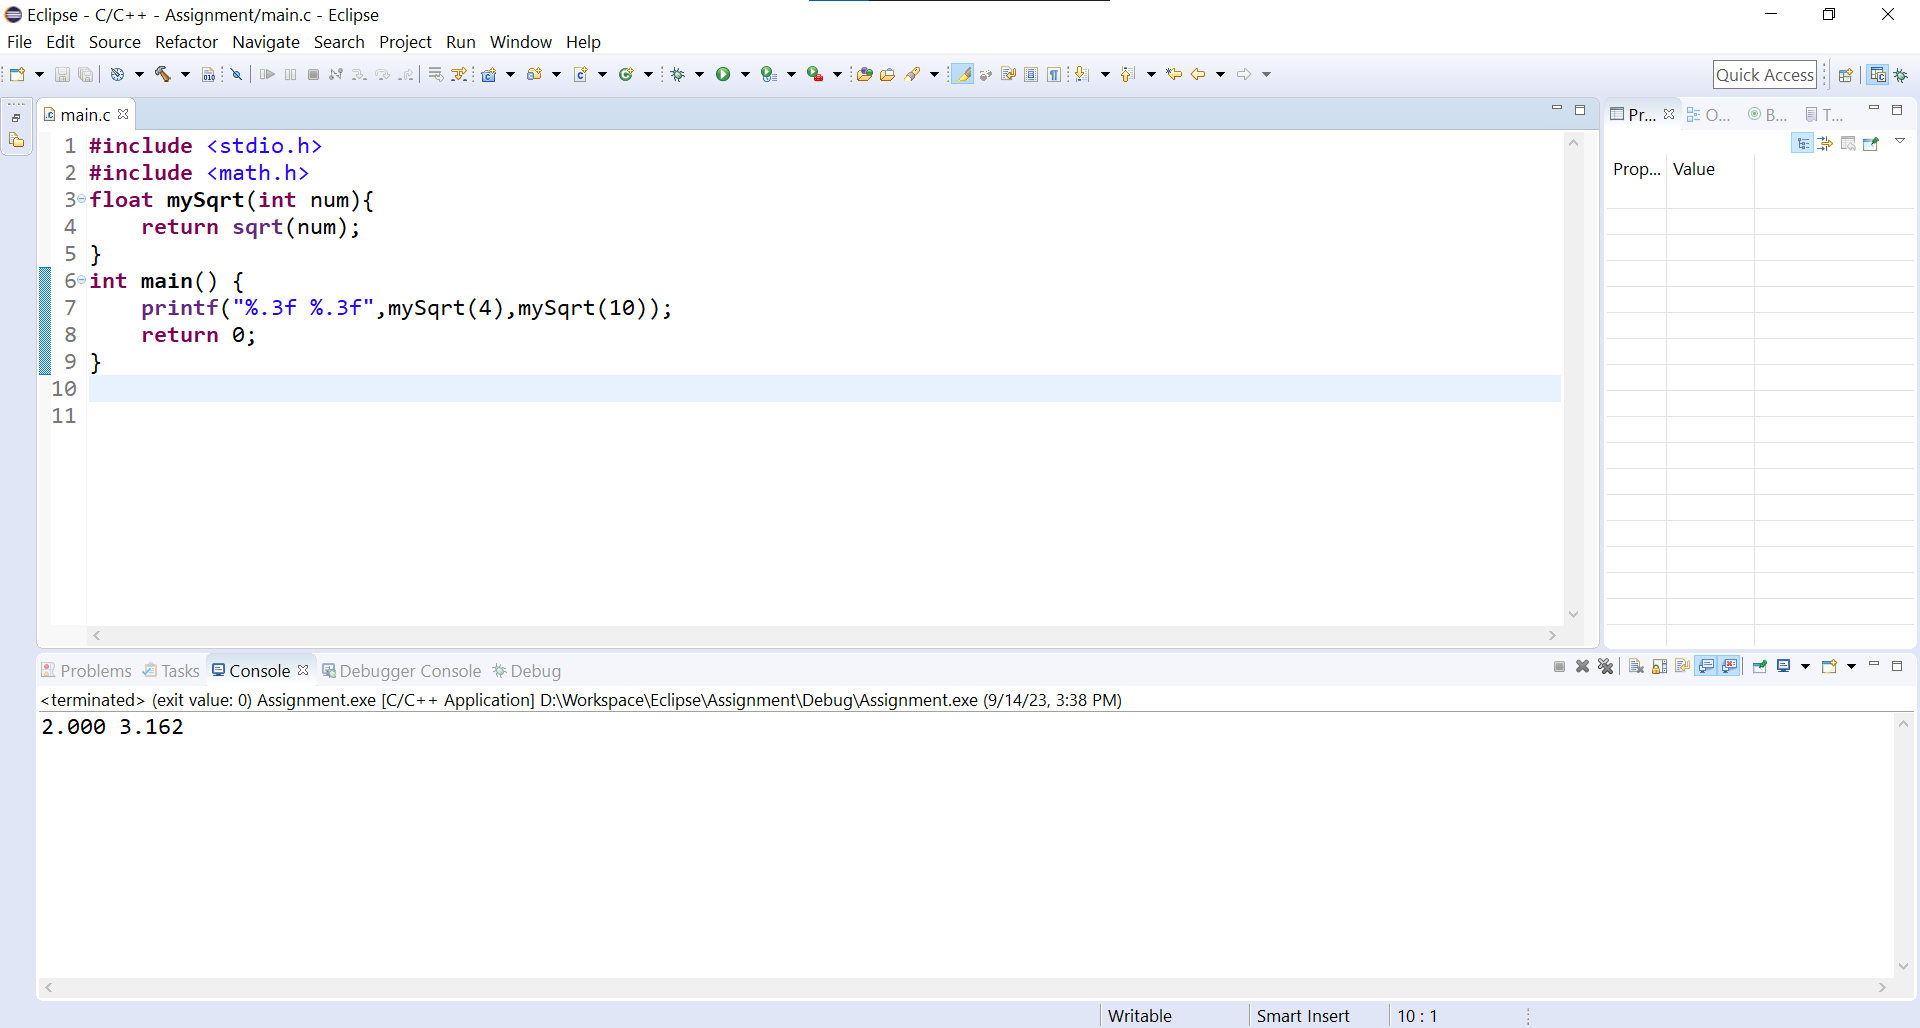 Eclipse - C/C++ - Assignment/main.c - Eclipse
File Edit Source Refactor Navigate Search Project Run Window Help
Quick Access
main.c
1 #include <stdio.h>
2 #include <math.h>
3 float mySqrt(int num){
4     return sqrt(num);
5 }
6 int main() {
7     printf("%.3f %.3f",mySqrt(4),mySqrt(10));
8     return 0;
9 }
10
11
Pr... O... B... T...
Prop... Value
Problems Tasks Console Debugger Console Debug
<terminated> (exit value: 0) Assignment.exe [C/C++ Application] D:\Workspace\Eclipse\Assignment\Debug\Assignment.exe (9/14/23, 3:38 PM)
2.000 3.162
Writable Smart Insert 10 : 1